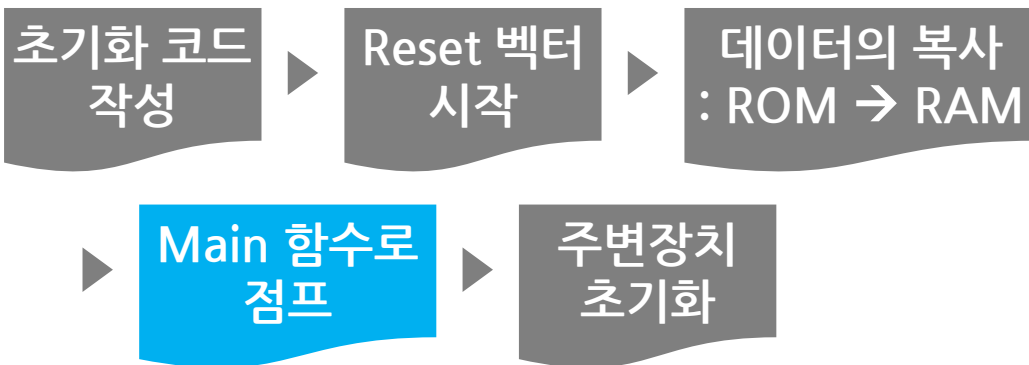 초기화 코드
작성
Reset 벡터
시작
데이터의 복사
: ROM → RAM
Main 함수로
점프
주변장치
초기화